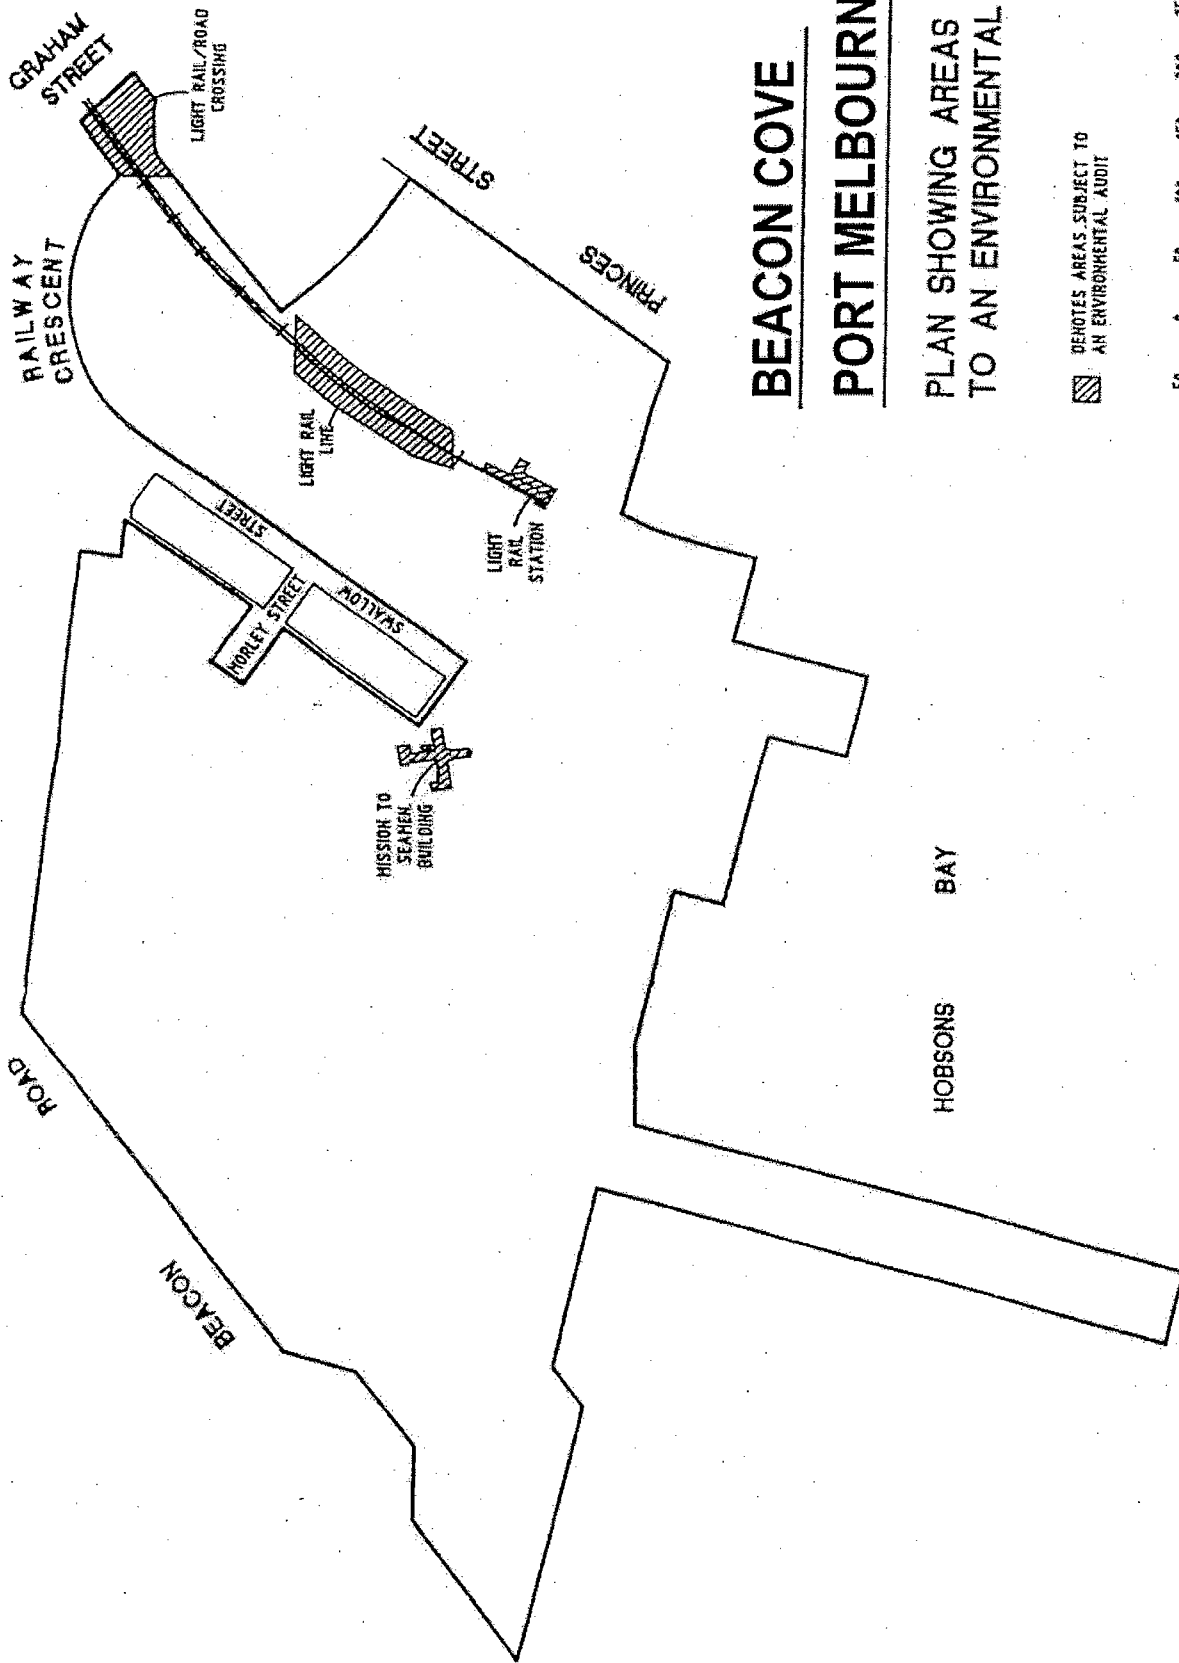 GRAHAM
STREET
LIGHT RAIL/ROAD
CROSSING
RAILWAY
CRESCENT
STREET
PRINCES
LIGHT RAIL
LINE
LIGHT
RAIL
STATION
STREET
SWALLOW
MORLEY STREET
MISSION TO
SEAMEN
BUILDING
ROAD
BEACON
HOBSONS BAY
BEACON COVE
PORT MELBOURN
PLAN SHOWING AREAS
TO AN ENVIRONMENTAL
DENOTES AREAS SUBJECT TO
AN ENVIRONMENTAL AUDIT